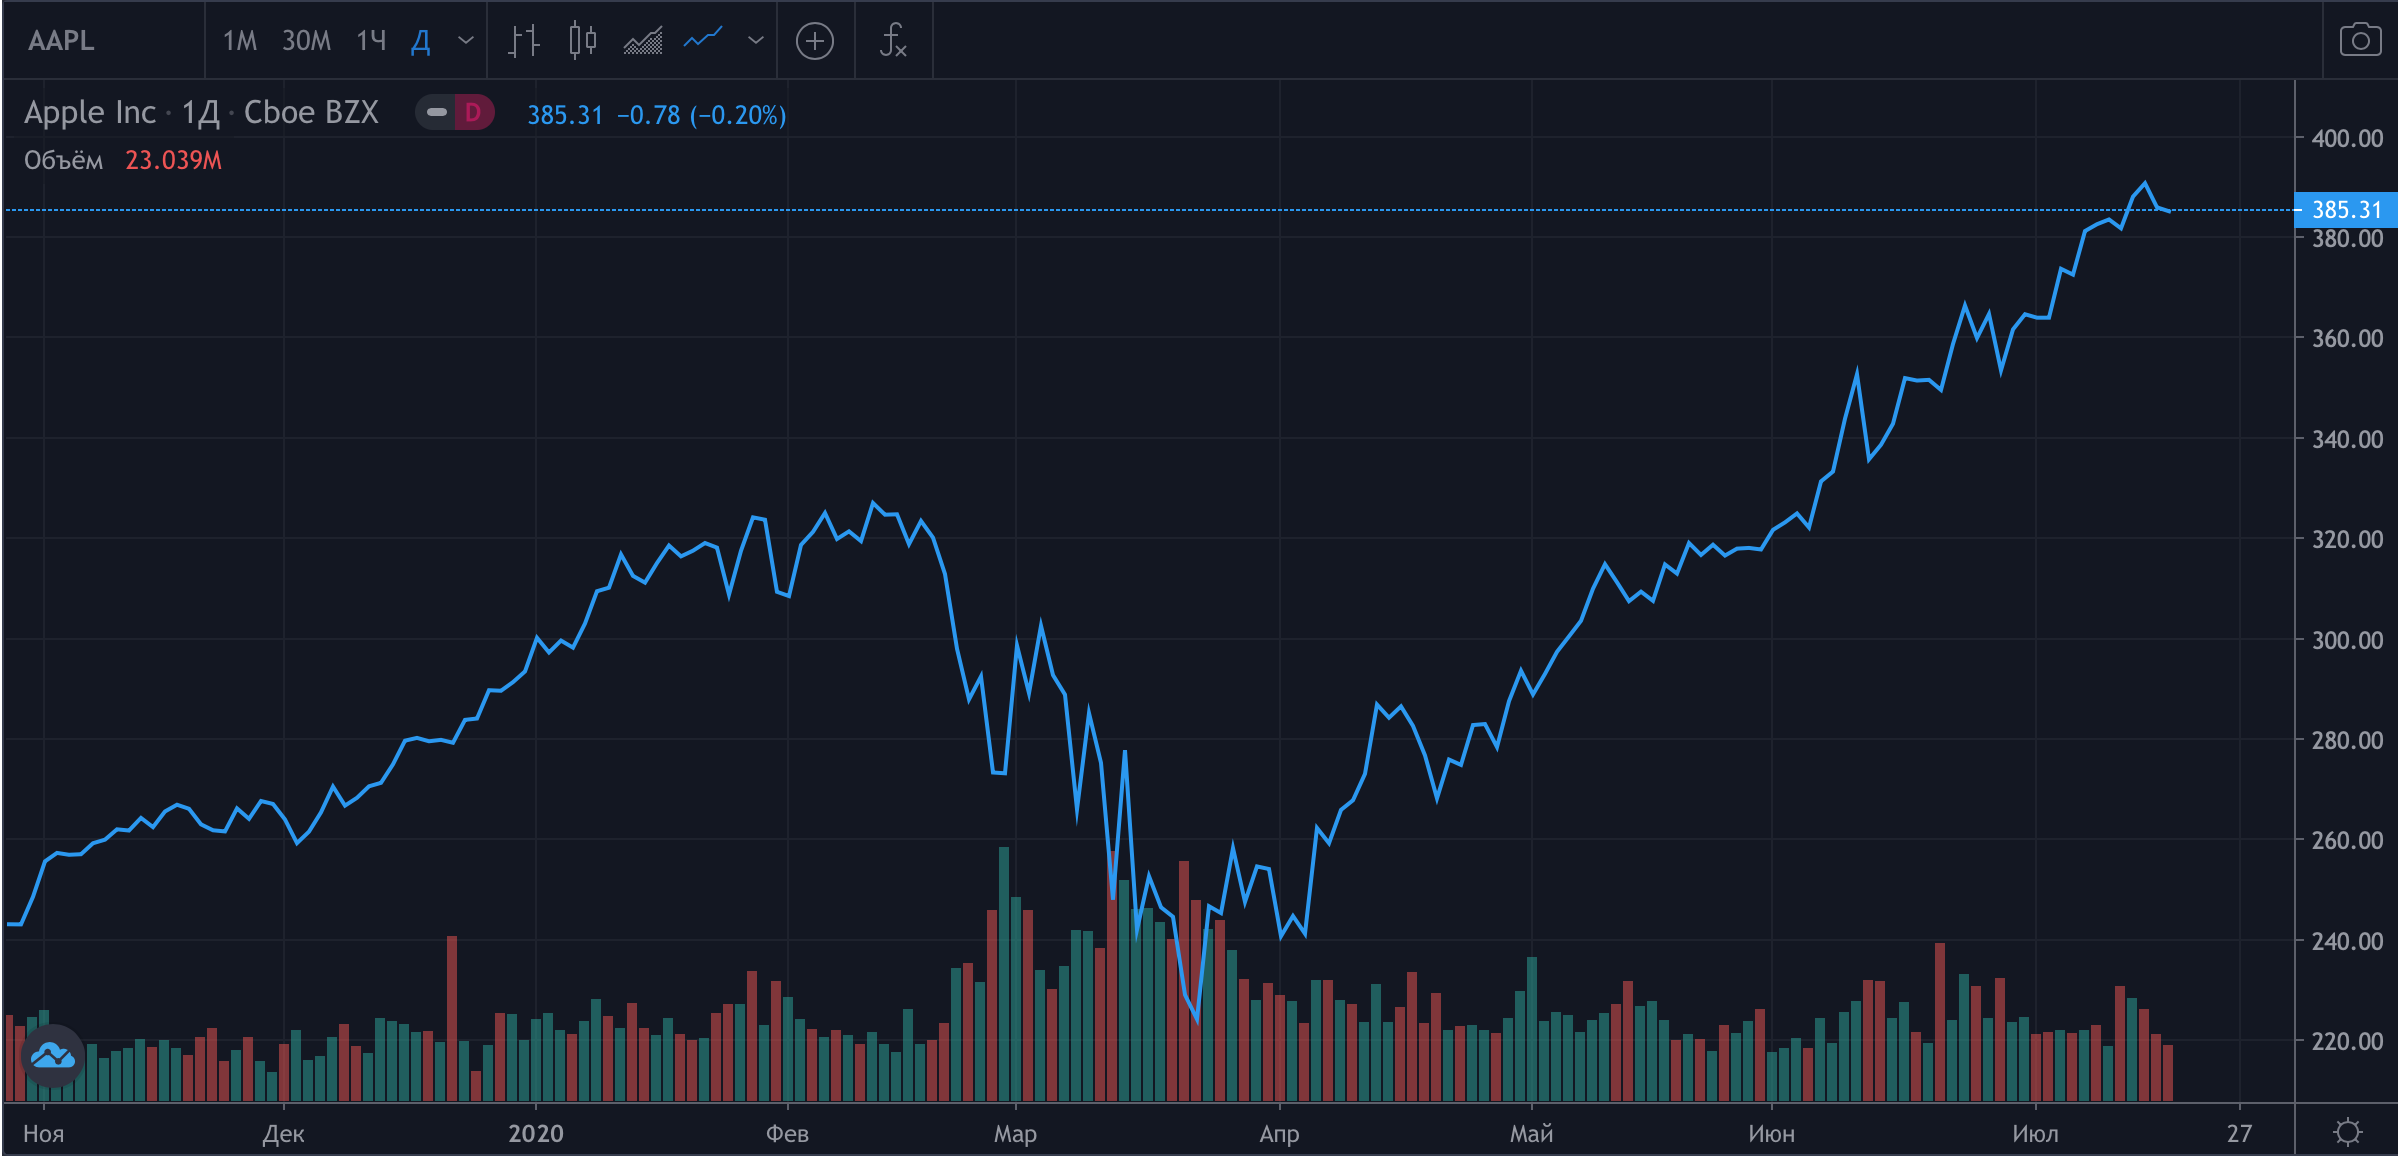 AAPL 1М 30М 1Ч Д
Apple Inc · 1Д · Cboe BZX D 385.31 −0.78 (−0.20%)
Объём 23.039M
400.00
385.31
380.00
360.00
340.00
320.00
300.00
280.00
260.00
240.00
220.00
Ноя Дек 2020 Фев Мар Апр Май Июн Июл 27